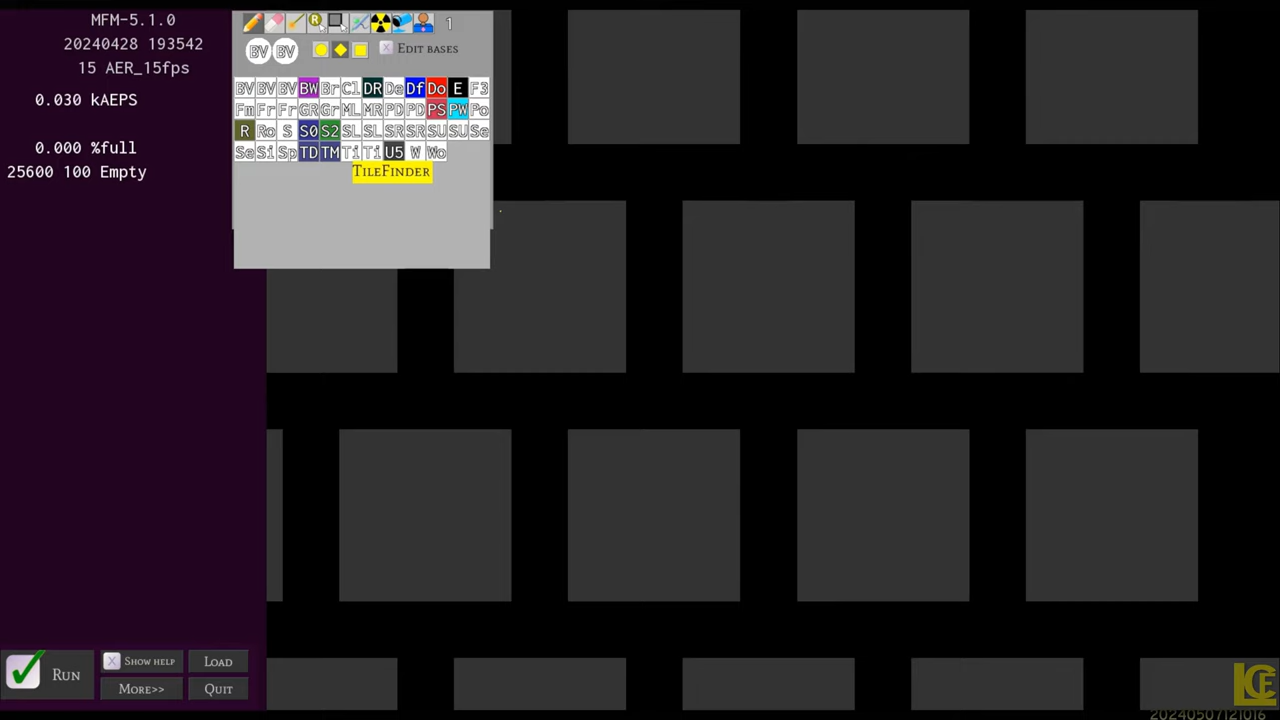 MFM-5.1.0
20240428 193542
15 AER_15fps
0.030 kAEPS
0.000 %full
25600 100 Empty
R
1
BV BV
Edit bases
BV BV BV BW Br Cl DR De Df Do E F3
Fm Fr Fr GR Gr ML MR PD PD PS PW Po
R Ro S S0 S2 SL SL SR SR SU SU Se
Se Si Sp TD TM Ti Ti U5 W Wo
TileFinder
Run
Show help
Load
More>>
Quit